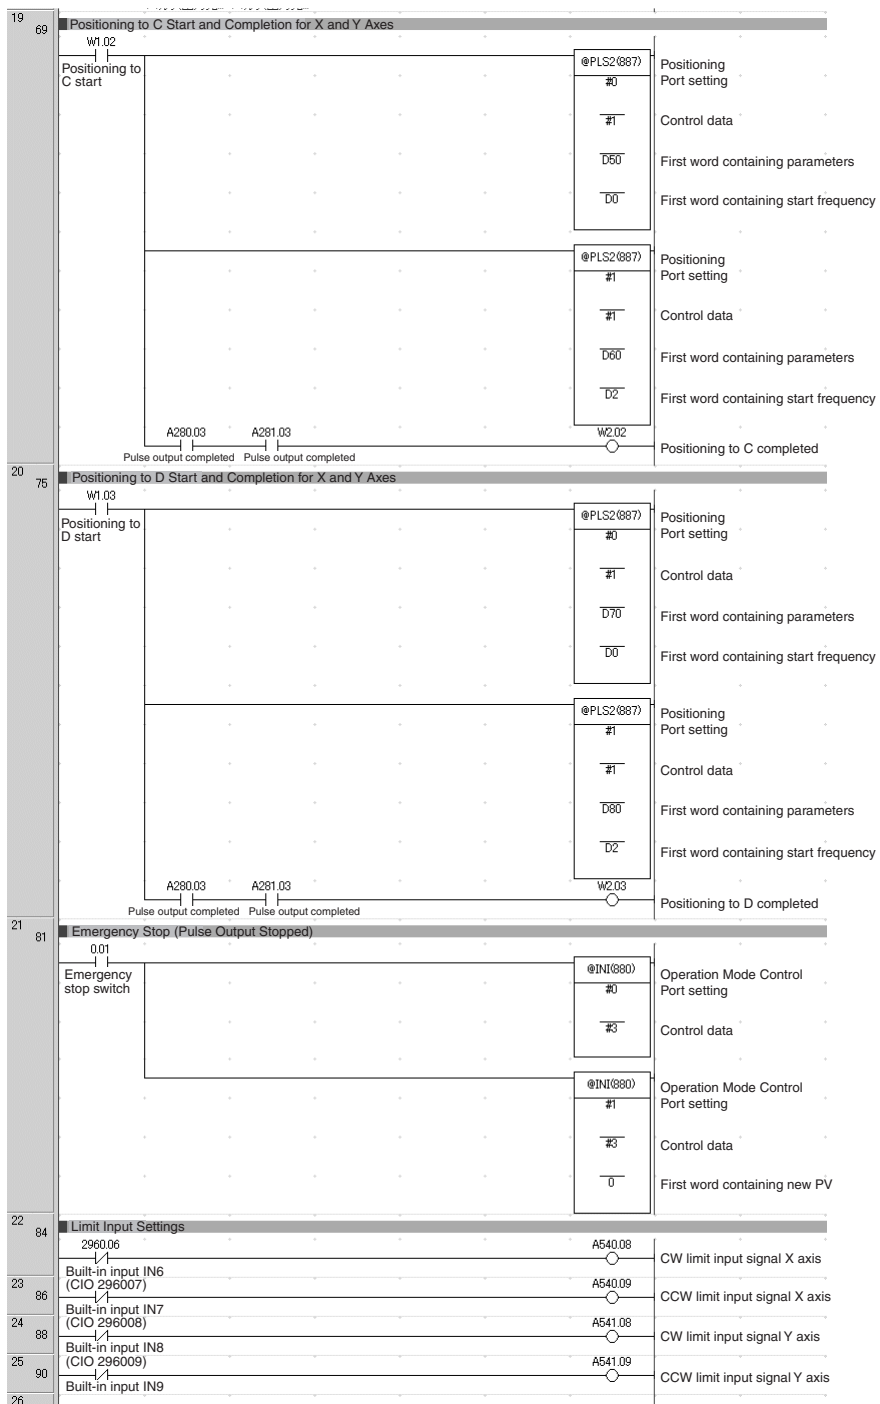 19
69
Positioning to C Start and Completion for X and Y Axes
W1.02
Positioning to
C start
@PLS2(887)
Positioning
#0
Port setting
#1
Control data
D50
First word containing parameters
D0
First word containing start frequency
@PLS2(887)
Positioning
#1
Port setting
#1
Control data
D60
First word containing parameters
D2
First word containing start frequency
A280.03
A281.03
W2.02
Pulse output completed
Pulse output completed
Positioning to C completed
20
75
Positioning to D Start and Completion for X and Y Axes
W1.03
Positioning to
D start
@PLS2(887)
Positioning
#0
Port setting
#1
Control data
D70
First word containing parameters
D0
First word containing start frequency
@PLS2(887)
Positioning
#1
Port setting
#1
Control data
D80
First word containing parameters
D2
First word containing start frequency
A280.03
A281.03
W2.03
Pulse output completed
Pulse output completed
Positioning to D completed
21
81
Emergency Stop (Pulse Output Stopped)
0.01
Emergency
stop switch
@INI(880)
Operation Mode Control
#0
Port setting
#3
Control data
@INI(880)
Operation Mode Control
#1
Port setting
#3
Control data
0
First word containing new PV
22
84
Limit Input Settings
2960.06
A540.08
Built-in input IN6
CW limit input signal X axis
23
86
(CIO 296007)
A540.09
Built-in input IN7
CCW limit input signal X axis
24
88
(CIO 296008)
A541.08
Built-in input IN8
CW limit input signal Y axis
25
90
(CIO 296009)
A541.09
Built-in input IN9
CCW limit input signal Y axis
26